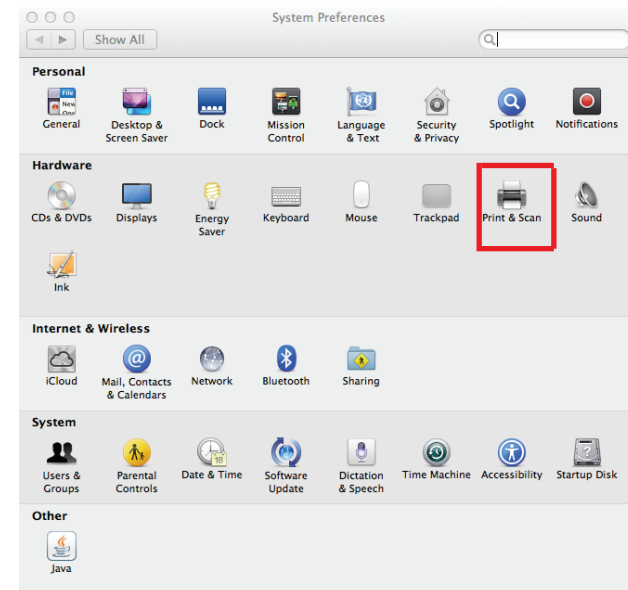 System Preferences
Show All
Personal
File
New
General
Desktop &
Screen Saver
Dock
Mission
Control
Language
& Text
Security
& Privacy
Spotlight
Notifications
Hardware
CDs & DVDs
Displays
Energy
Saver
Keyboard
Mouse
Trackpad
Print & Scan
Sound
Ink
Internet & Wireless
iCloud
@
Mail, Contacts
& Calendars
Network
Bluetooth
Sharing
System
Users &
Groups
Parental
Controls
18
Date & Time
Software
Update
Dictation
& Speech
Time Machine
Accessibility
?
Startup Disk
Other
Java